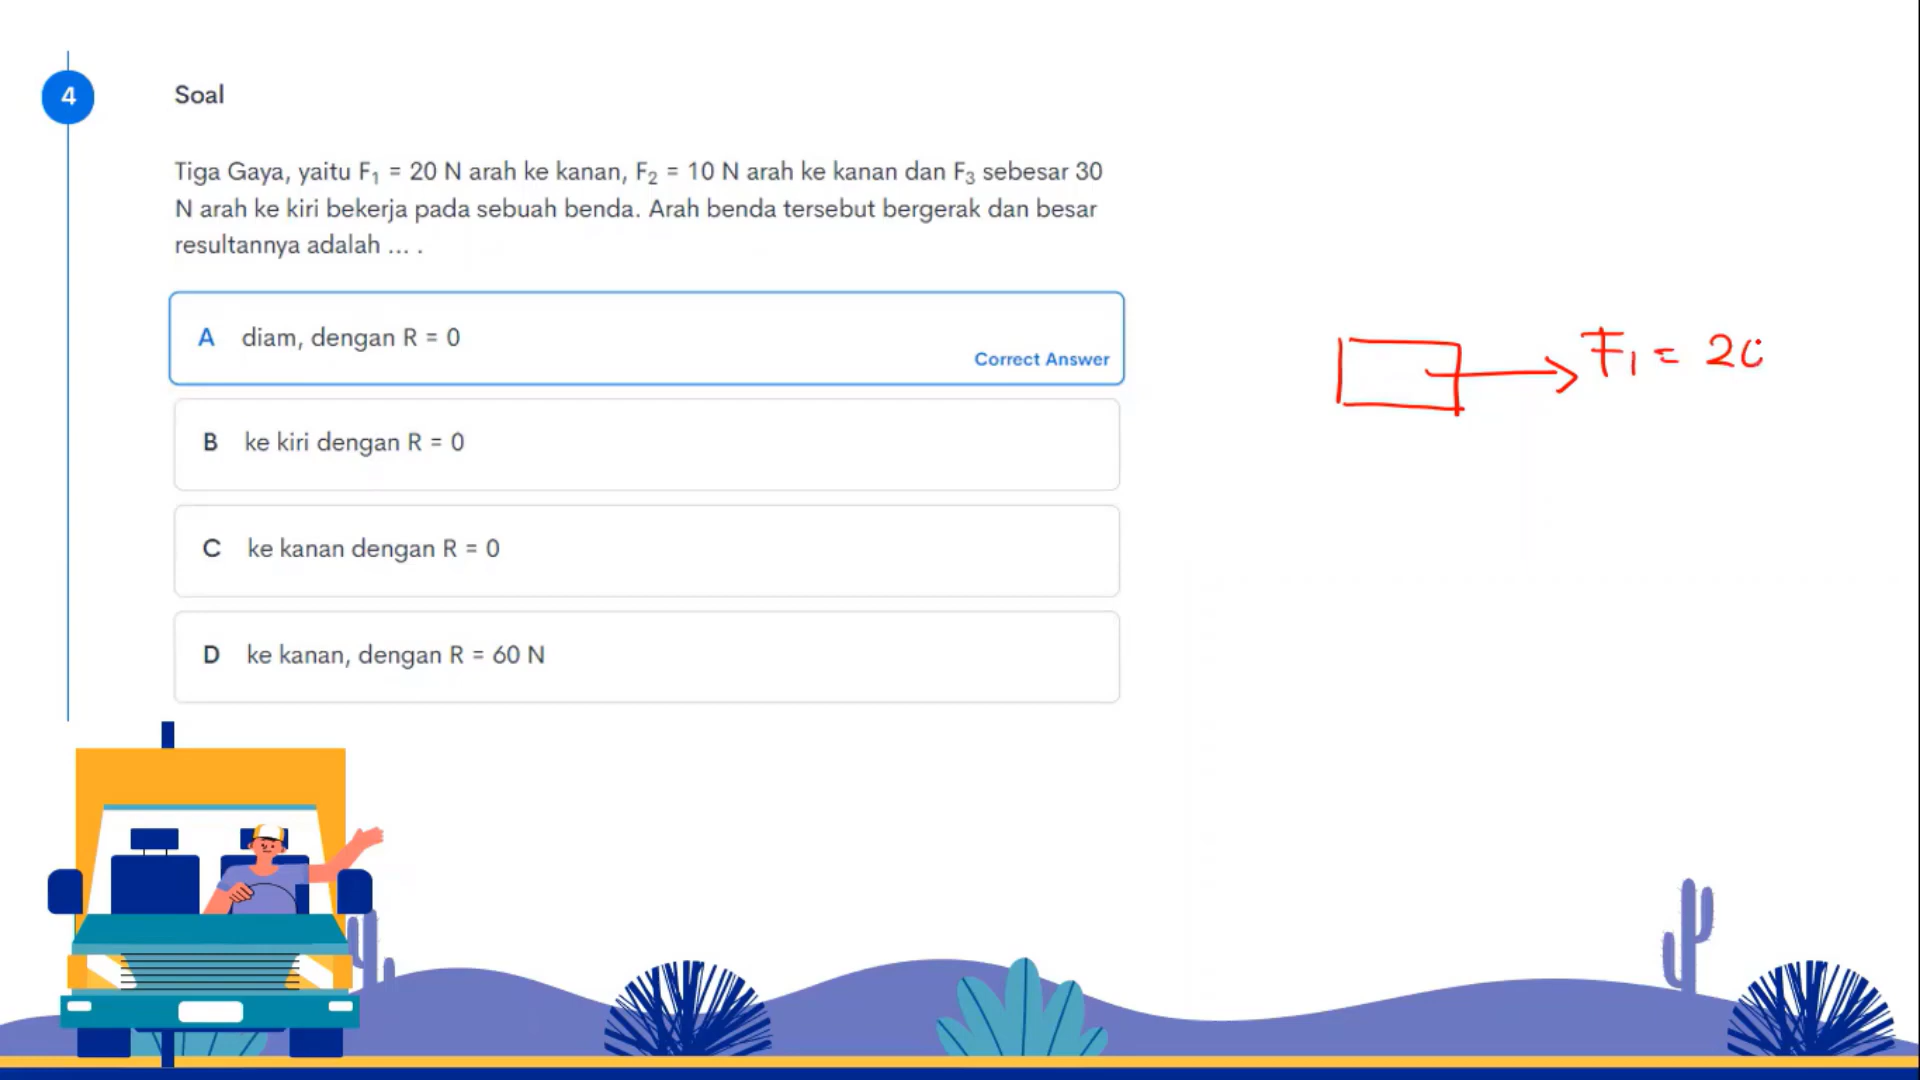 4
Soal
Tiga Gaya, yaitu F₁ = 20 N arah ke kanan, F₂ = 10 N arah ke kanan dan F₃ sebesar 30
N arah ke kiri bekerja pada sebuah benda. Arah benda tersebut bergerak dan besar
resultannya adalah ... .
A diam, dengan R = 0
Correct Answer
B ke kiri dengan R = 0
C ke kanan dengan R = 0
D ke kanan, dengan R = 60 N
F₁ = 20